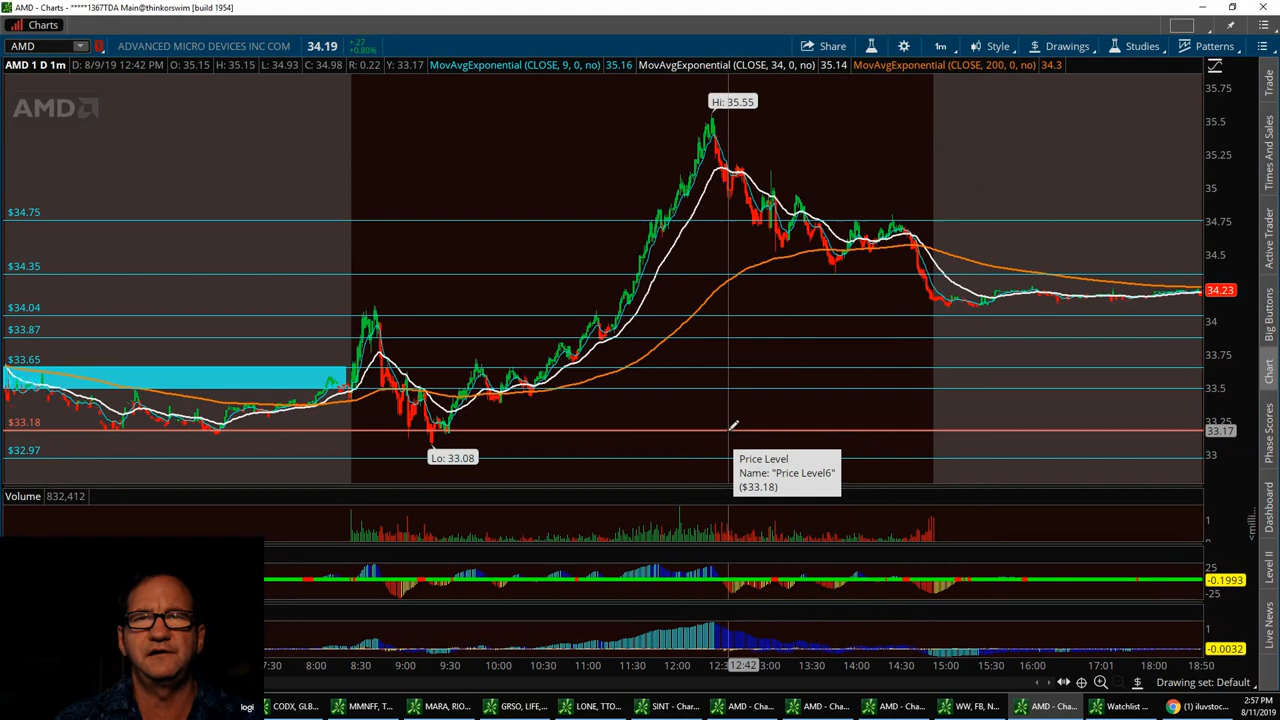 AMD - Charts - *****1367TDA Main@thinkorswim [build 1954]
Charts
AMD ADVANCED MICRO DEVICES INC COM 34.19 +.27 +0.80% Share 1m Style Drawings Studies Patterns
AMD 1 D 1m D: 8/9/19 12:42 PM O: 35.15 H: 35.15 L: 34.93 C: 34.98 R: 0.22 Y: 33.17 MovAvgExponential (CLOSE, 9, 0, no) 35.16 MovAvgExponential (CLOSE, 34, 0, no) 35.14 MovAvgExponential (CLOSE, 200, 0, no) 34.3
AMD
Hi: 35.55
35.75
35.5
35.25
35
34.75
34.5
34.23
34
33.75
33.5
33.25
33.17
33
$34.75
$34.35
$34.04
$33.87
$33.65
$33.18
$32.97
Lo: 33.08
Price Level
Name: "Price Level6"
($33.18)
Volume 832,412
1
0
<milli...
25
-0.1993
-25
1
-0.0032
7:30 8:00 8:30 9:00 9:30 10:00 10:30 11:00 11:30 12:00 12:3 12:42 13:00 13:30 14:00 14:30 15:00 15:30 16:00 17:01 18:00 18:50
Drawing set: Default
Trade
Times And Sales
Active Trader
Big Buttons
Chart
Phase Scores
Dashboard
Level II
Live News
logi
CODX, GLB...
MMNFF, M...
MARA, RIO...
GRSO, LIFE,...
LONE, TTO...
SINT - Char...
AMD - Cha...
AMD - Cha...
AMD - Cha...
WW, FB, N...
AMD - Cha...
Watchlist ...
iluvstoc...
2:57 PM
8/11/2019